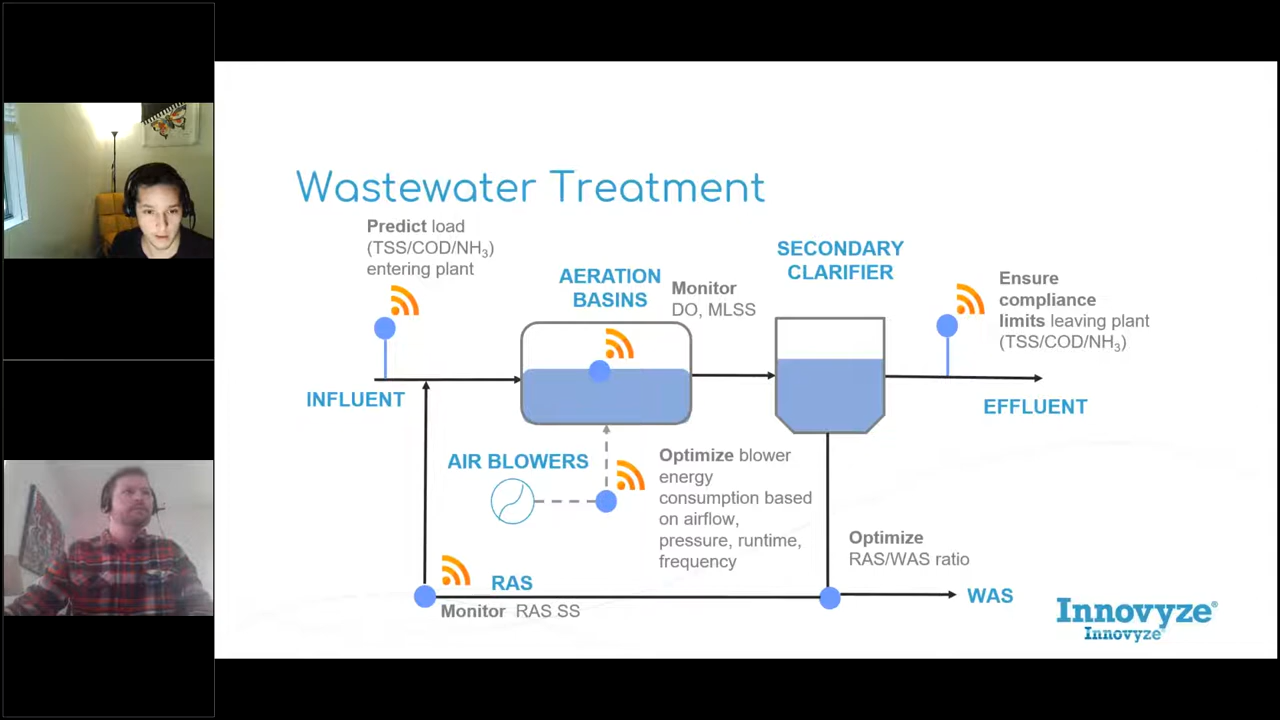 Wastewater Treatment
Predict load
(TSS/COD/NH₃)
entering plant
INFLUENT
AERATION
BASINS
Monitor
DO, MLSS
SECONDARY
CLARIFIER
Ensure
compliance
limits leaving plant
(TSS/COD/NH₃)
EFFLUENT
AIR BLOWERS
Optimize blower
energy
consumption based
on airflow,
pressure, runtime,
frequency
Optimize
RAS/WAS ratio
RAS
Monitor RAS SS
WAS
Innovyze®
Innovyze®